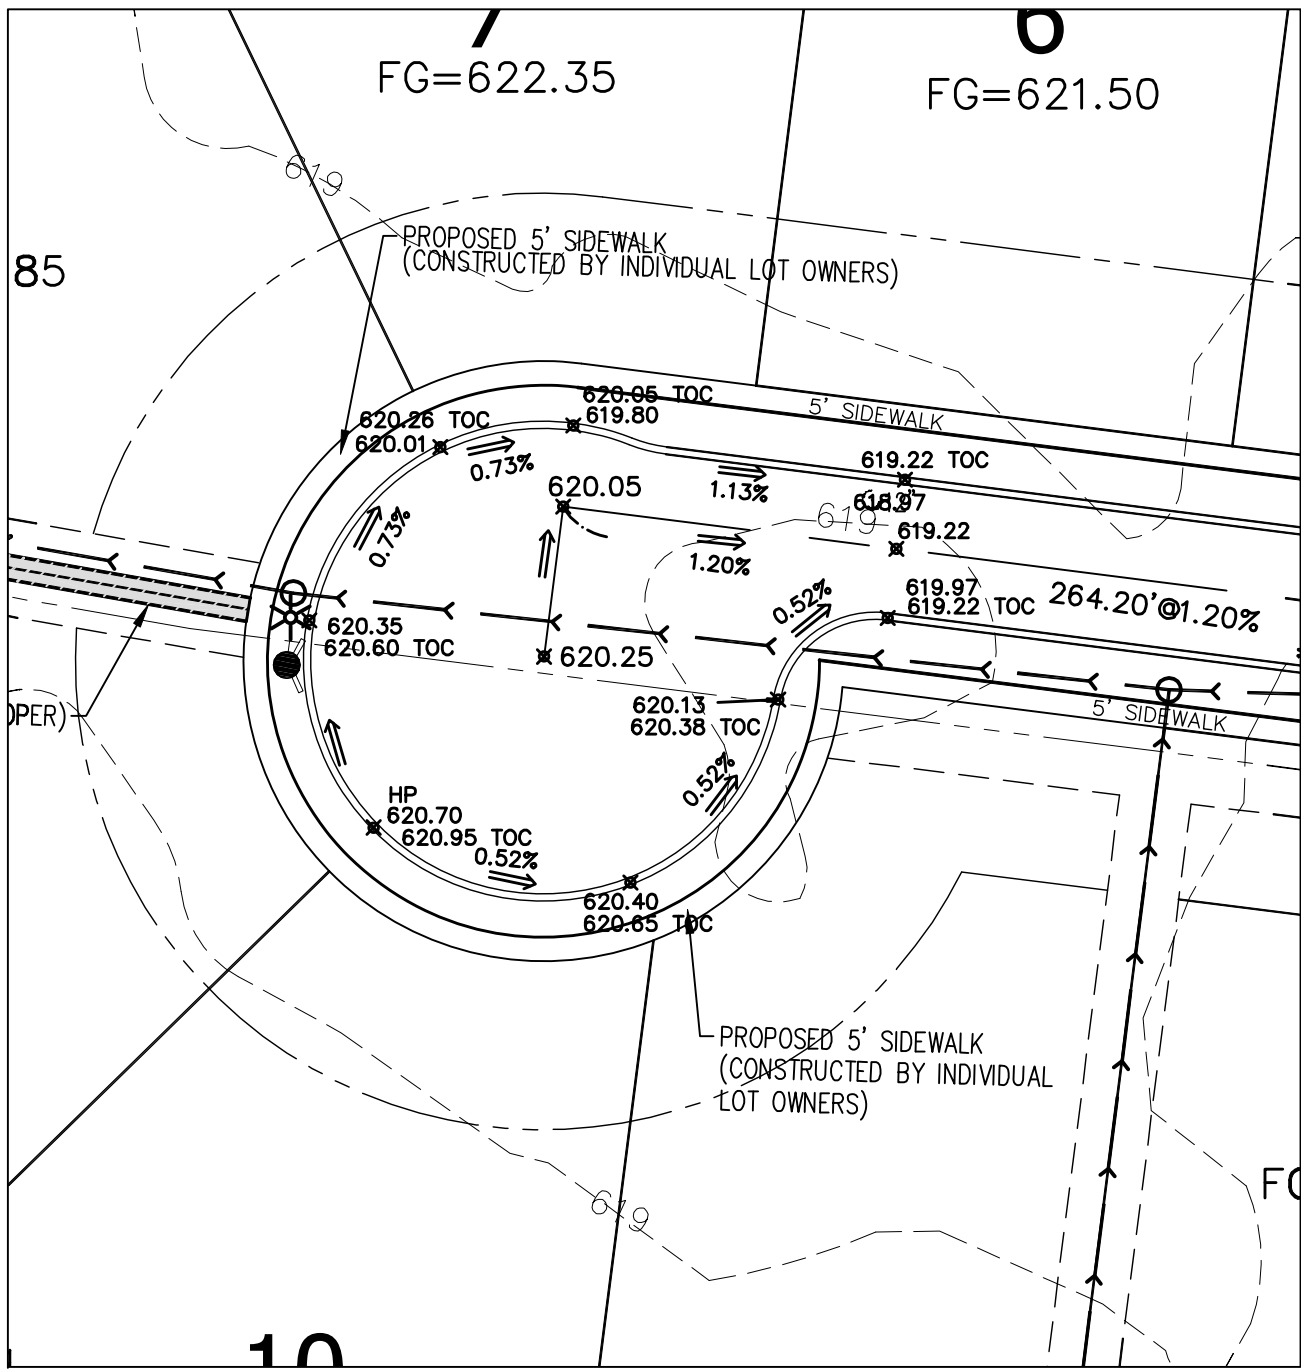 7
FG=622.35
6
FG=621.50
619
PROPOSED 5' SIDEWALK
(CONSTRUCTED BY INDIVIDUAL LOT OWNERS)
85
620.05 TOC
619.80
620.26 TOC
620.01
5' SIDEWALK
0.73%
619.22 TOC
618.97
620.05
1.13%
619
619.22
0.73%
1.20%
0.52%
619.97
619.22 TOC
264.20'@1.20%
620.35
620.60 TOC
620.25
620.13
620.38 TOC
OPER)
5' SIDEWALK
0.52%
HP
620.70
620.95 TOC
0.52%
620.40
620.65 TOC
PROPOSED 5' SIDEWALK
(CONSTRUCTED BY INDIVIDUAL
LOT OWNERS)
619
10